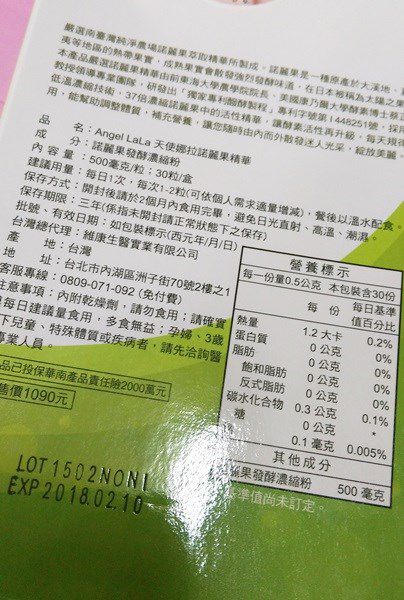 嚴選南臺灣純淨農場諾麗果萃取精華所製成。諾麗果是一種原產於大溪地、夏
夷等地區的熱帶果實,成熟果實會散發強烈發酵味道,在日本被稱為太陽之果
本產品嚴選諾麗果精華由前東海大學農學院院長、美國康乃爾大學酵素博士蔡正
教授領導專業團隊,研發出"獨家專利醱酵製程",專利字號第I448251號,採用
低溫濃縮技術、37倍濃縮諾麗果中的活性精華,讓酵素活性再升級,每天規律
用,能幫助調整體質,補充營養,讓您隨時由內而外散發迷人光采,綻放美麗。
品 名:Angel LaLa 天使娜拉諾麗果精華
成 分:諾麗果發酵濃縮粉
內 容 量:500毫克/粒;30粒/盒
建議用量:每日1次,每次1-2粒(可依個人需求適量增減),餐後以溫水配食。
保存方式:開封後請於2個月內食用完畢,避免日光直射、高溫、潮濕。
保存期限:三年(係指未開封請正常狀態下之保存)
批號、有效日期:如包裝標示(西元年/月/日)
台灣總代理:維康生醫實業有限公司
產 地:台灣
地 址:台北市內湖區洲子街70號2樓之1
客服專線:0809-071-092 (免付費)
注意事項:內附乾燥劑,請勿食用;請確實
每日建議量食用,多食無益;孕婦、3歲
下兒童、特殊體質或疾病者,請先洽詢醫
專業人員。
品已投保華南產品責任險2000萬元
售價1090元
營養標示
每一份量0.5公克 本包裝含30份
每 份 每日基準值百分比
熱量 1.2 大卡 0.2%
蛋白質 0 公克 0%
脂肪 0 公克 0%
飽和脂肪 0 公克 0%
反式脂肪 0 公克 *
碳水化合物 0.3 公克 0.1%
糖 0 公克 *
0.1 毫克 0.005%
其他成分
麗果發酵濃縮粉 500 毫克
準值尚未訂定。
LOT 1502NONI
EXP 2018.02.10